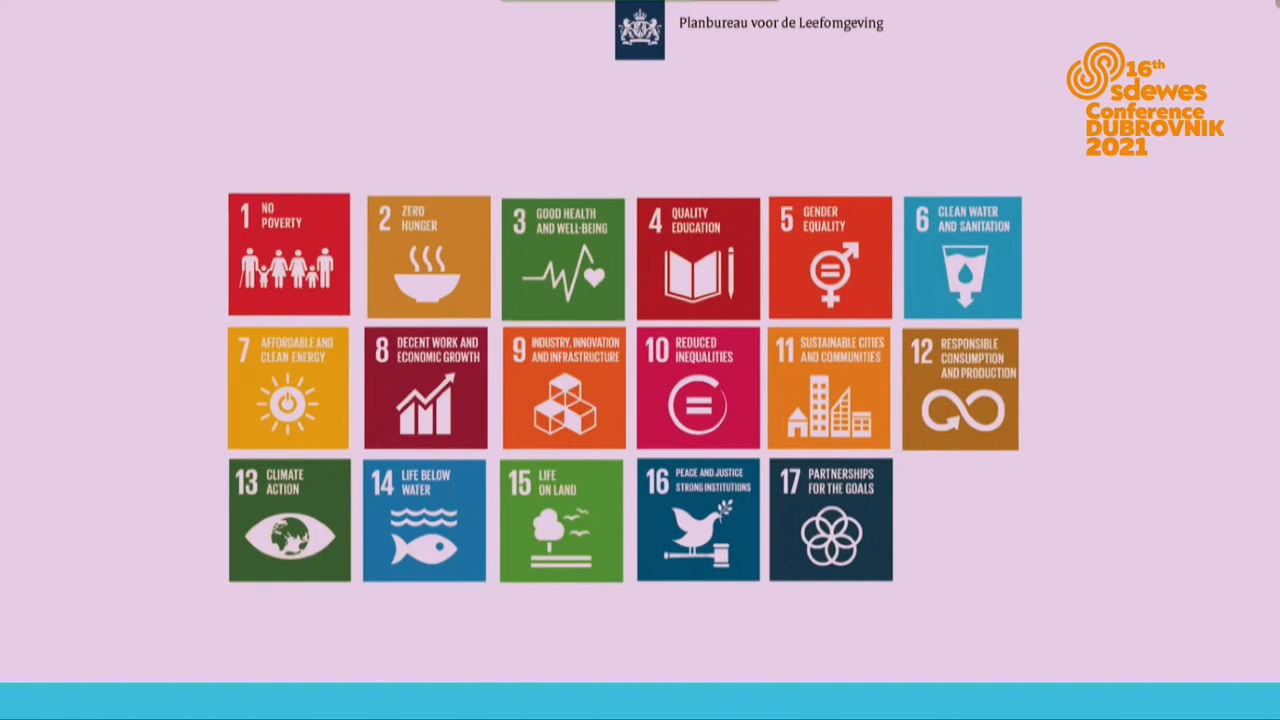 Planbureau voor de Leefomgeving
16th
sdewes
Conference
DUBROVNIK
2021
1 NO
POVERTY
2 ZERO
HUNGER
3 GOOD HEALTH
AND WELL-BEING
4 QUALITY
EDUCATION
5 GENDER
EQUALITY
6 CLEAN WATER
AND SANITATION
7 AFFORDABLE AND
CLEAN ENERGY
8 DECENT WORK AND
ECONOMIC GROWTH
9 INDUSTRY, INNOVATION
AND INFRASTRUCTURE
10 REDUCED
INEQUALITIES
11 SUSTAINABLE CITIES
AND COMMUNITIES
12 RESPONSIBLE
CONSUMPTION
AND PRODUCTION
13 CLIMATE
ACTION
14 LIFE BELOW
WATER
15 LIFE
ON LAND
16 PEACE AND JUSTICE
STRONG INSTITUTIONS
17 PARTNERSHIPS
FOR THE GOALS